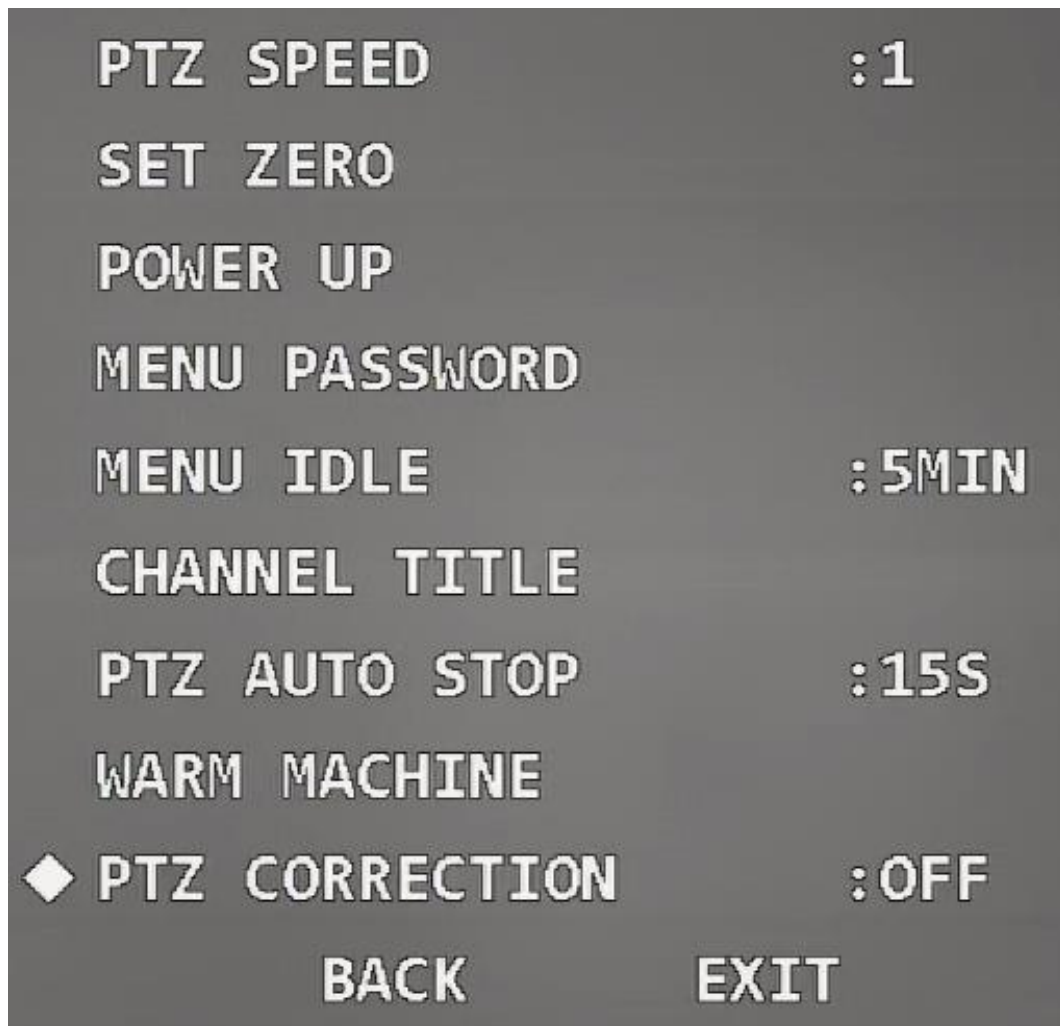 PTZ SPEED :1
SET ZERO
POWER UP
MENU PASSWORD
MENU IDLE :5MIN
CHANNEL TITLE
PTZ AUTO STOP :15S
WARM MACHINE
◆ PTZ CORRECTION :OFF
BACK EXIT